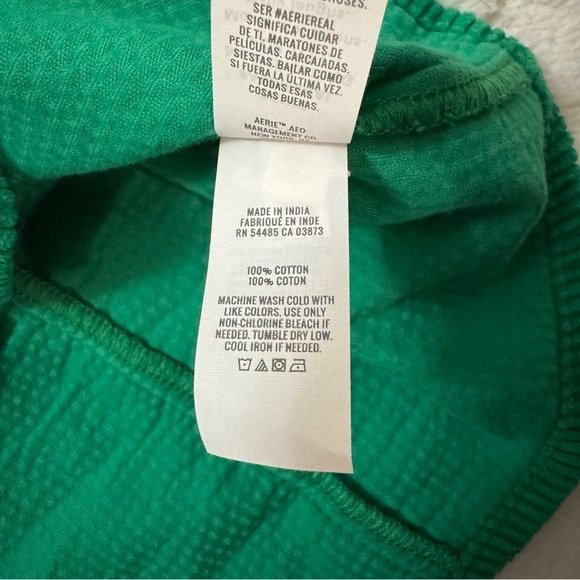 SER #AERIEREAL
SIGNIFICA CUIDAR
DE TI. MARATONES DE
PELÍCULAS. CARCAJADAS.
SIESTAS. BAILAR COMO
SI FUERA LA ÚLTIMA VEZ.
TODAS ESAS
COSAS BUENAS.
AERIE™ AEO
MANAGEMENT CO.
MADE IN INDIA
FABRIQUÉ EN INDE
RN 54485 CA 03873
100% COTTON
100% COTON
MACHINE WASH COLD WITH
LIKE COLORS. USE ONLY
NON-CHLORINE BLEACH IF
NEEDED. TUMBLE DRY LOW.
COOL IRON IF NEEDED.